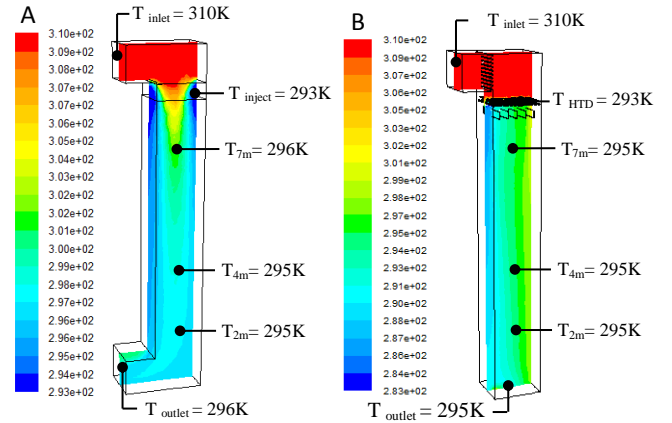 A
T inlet = 310K
3.10e+02
3.09e+02
3.08e+02
3.07e+02
3.07e+02
3.06e+02
3.05e+02
3.04e+02
3.03e+02
3.02e+02
3.02e+02
3.01e+02
3.00e+02
2.99e+02
2.98e+02
2.97e+02
2.96e+02
2.96e+02
2.95e+02
2.94e+02
2.93e+02
T inject = 293K
T7m = 296K
T4m = 295K
T2m = 295K
T outlet = 296K
B
T inlet = 310K
3.10e+02
3.09e+02
3.07e+02
3.06e+02
3.05e+02
3.03e+02
3.02e+02
3.01e+02
2.99e+02
2.98e+02
2.97e+02
2.95e+02
2.94e+02
2.92e+02
2.91e+02
2.90e+02
2.88e+02
2.87e+02
2.86e+02
2.84e+02
2.83e+02
T HTD = 293K
T7m = 295K
T4m = 295K
T2m = 295K
T outlet = 295K